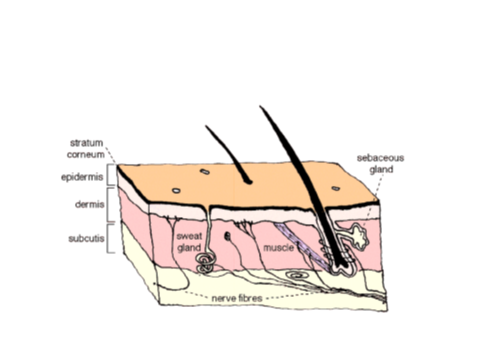 stratum
corneum
epidermis
dermis
subcutis
sebaceous
gland
sweat
gland
muscle
nerve fibres